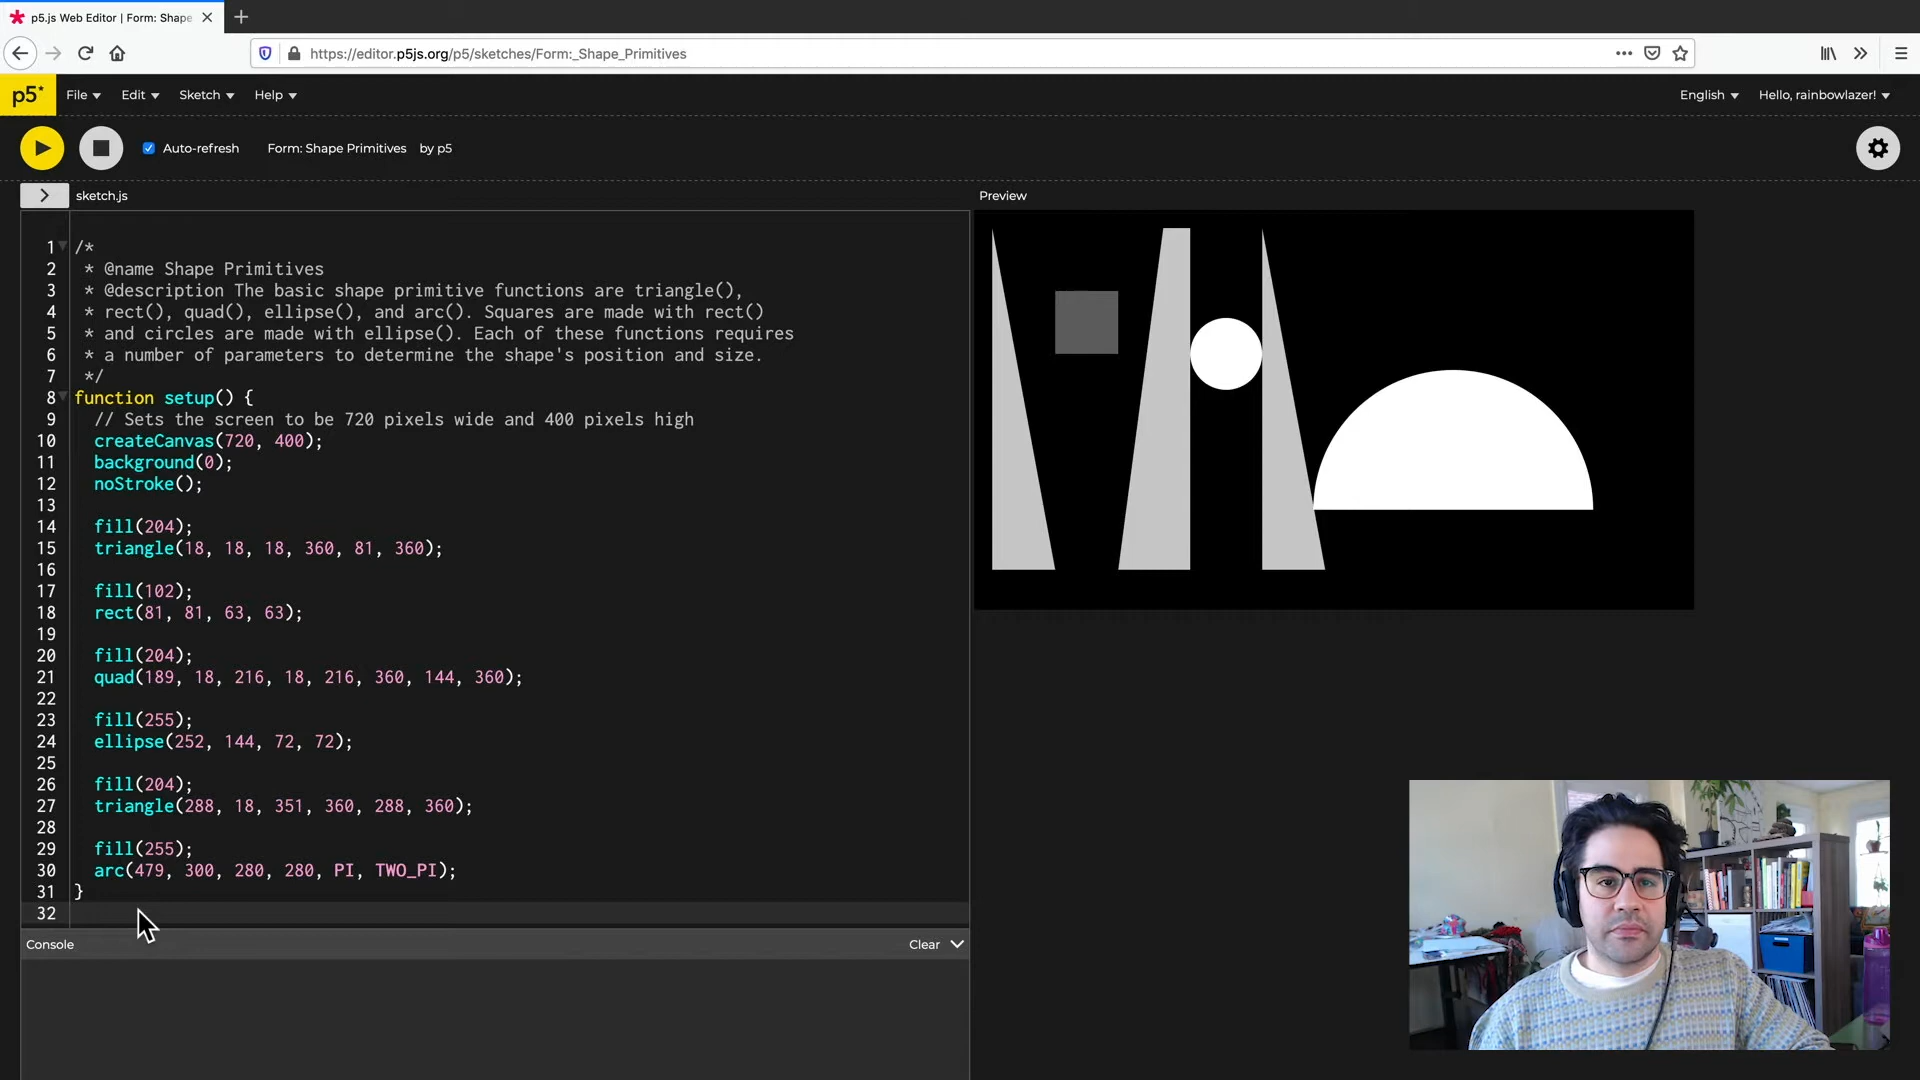 p5.js Web Editor | Form: Shape
https://editor.p5js.org/p5/sketches/Form:_Shape_Primitives
p5* File Edit Sketch Help English Hello, rainbowlazer!
Auto-refresh Form: Shape Primitives by p5
sketch.js
Preview
1 /*
2 * @name Shape Primitives
3 * @description The basic shape primitive functions are triangle(),
4 * rect(), quad(), ellipse(), and arc(). Squares are made with rect()
5 * and circles are made with ellipse(). Each of these functions requires
6 * a number of parameters to determine the shape's position and size.
7 */
8 function setup() {
9 // Sets the screen to be 720 pixels wide and 400 pixels high
10 createCanvas(720, 400);
11 background(0);
12 noStroke();
13
14 fill(204);
15 triangle(18, 18, 18, 360, 81, 360);
16
17 fill(102);
18 rect(81, 81, 63, 63);
19
20 fill(204);
21 quad(189, 18, 216, 18, 216, 360, 144, 360);
22
23 fill(255);
24 ellipse(252, 144, 72, 72);
25
26 fill(204);
27 triangle(288, 18, 351, 360, 288, 360);
28
29 fill(255);
30 arc(479, 300, 280, 280, PI, TWO_PI);
31 }
32
Console Clear